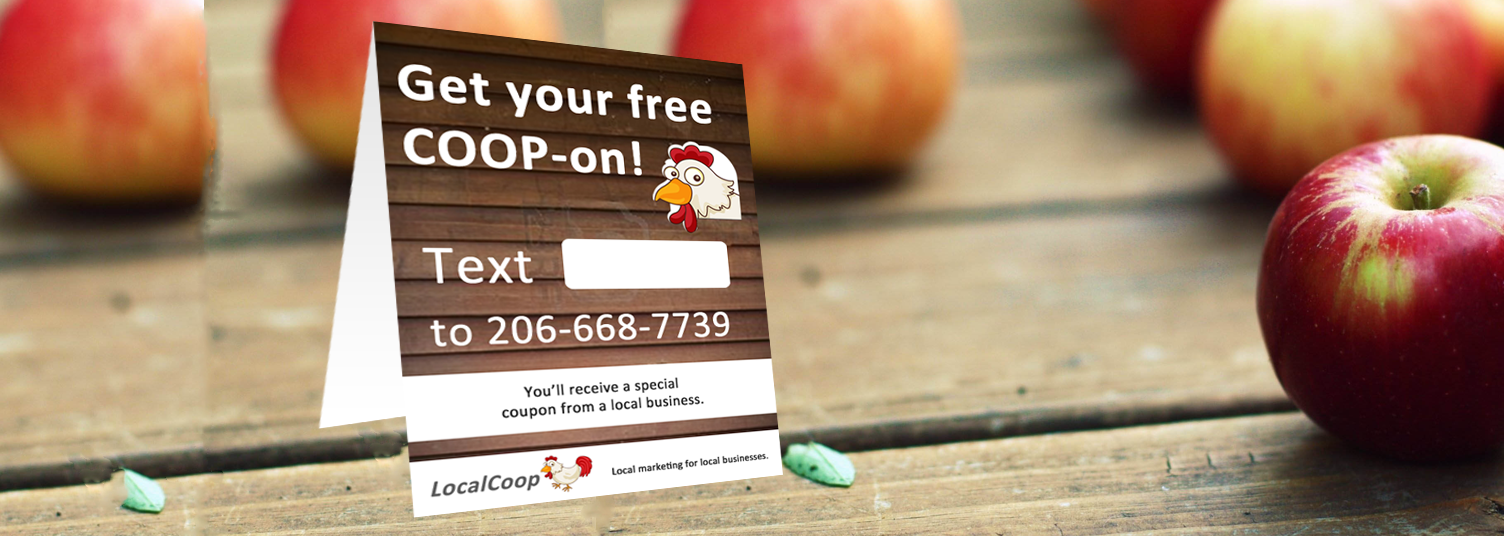 Get your free
COOP-on!
Text
to 206-668-7739
You'll receive a special
coupon from a local business.
LocalCoop
Local marketing for local businesses.